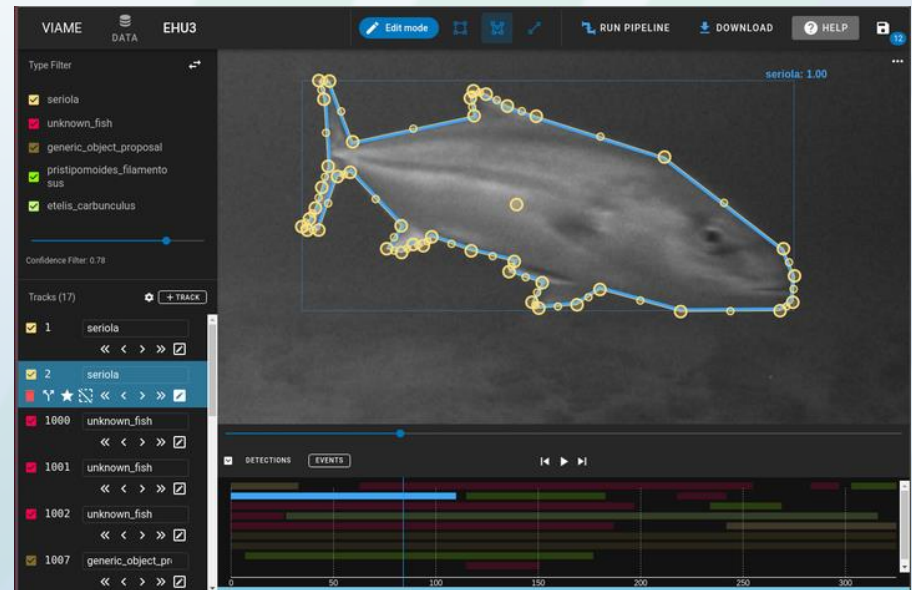 VIAME
DATA
EHU3
Edit mode
RUN PIPELINE
DOWNLOAD
HELP
12
Type Filter
seriola
unknown_fish
generic_object_proposal
pristipomoides_filamento
sus
etelis_carbunculus
Confidence Filter: 0.78
Tracks (17)
+ TRACK
1 seriola
2 seriola
1000 unknown_fish
1001 unknown_fish
1002 unknown_fish
1007 generic_object_pr
seriola: 1.00
DETECTIONS
EVENTS
0 50 100 150 200 250 300